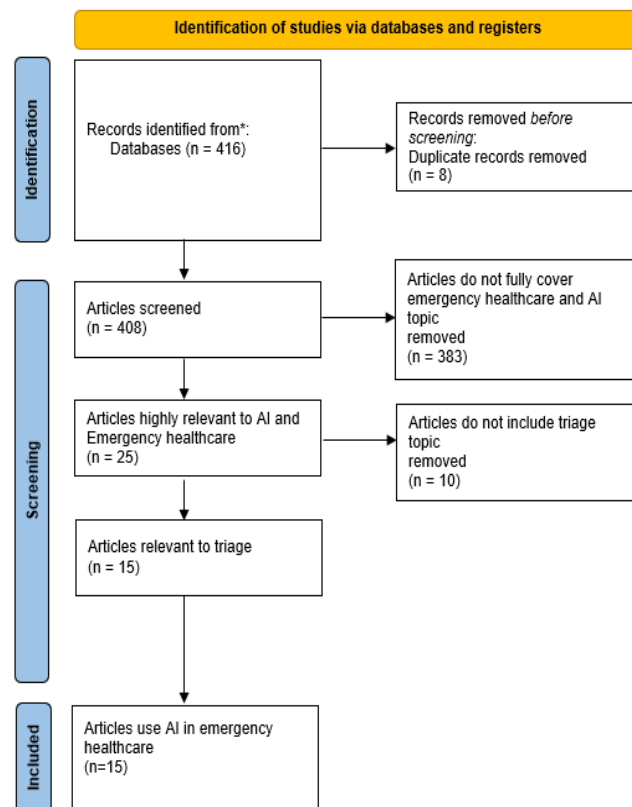 Identification of studies via databases and registers
Identification
Records identified from*:
Databases (n = 416)
Records removed before
screening:
Duplicate records removed
(n = 8)
Screening
Articles screened
(n = 408)
Articles do not fully cover
emergency healthcare and AI
topic
removed
(n = 383)
Articles highly relevant to AI and
Emergency healthcare
(n = 25)
Articles do not include triage
topic
removed
(n = 10)
Articles relevant to triage
(n = 15)
Included
Articles use AI in emergency
healthcare
(n=15)